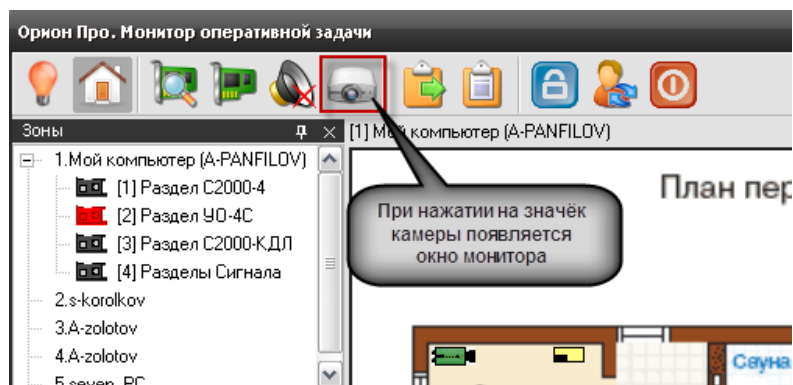 Орион Про. Монитор оперативной задачи
Зоны
[1] Мой компьютер (A-PANFILOV)
1.Мой компьютер (A-PANFILOV)
[1] Раздел С2000-4
[2] Раздел УО-4С
[3] Раздел С2000-КДЛ
[4] Разделы Сигнала
2.s-korolkov
3.A-zolotov
4.A-zolotov
5.seven_PC
При нажатии на значёк
камеры появляется
окно монитора
План пер
Сауна